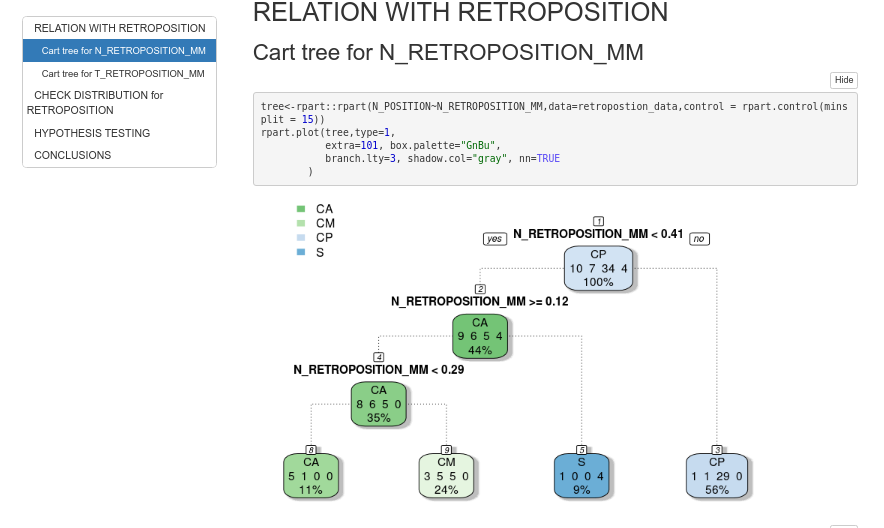 RELATION WITH RETROPOSITION
Cart tree for N_RETROPOSITION_MM
Cart tree for T_RETROPOSITION_MM
CHECK DISTRIBUTION for
RETROPOSITION
HYPOTHESIS TESTING
CONCLUSIONS
RELATION WITH RETROPOSITION
Cart tree for N_RETROPOSITION_MM
Hide
tree<-rpart::rpart(N_POSITION~N_RETROPOSITION_MM,data=retropostion_data,control = rpart.control(mins
plit = 15))
rpart.plot(tree,type=1,
extra=101, box.palette="GnBu",
branch.lty=3, shadow.col="gray", nn=TRUE
)
CA
CM
CP
S
1
yes N_RETROPOSITION_MM < 0.41 no
CP
10 7 34 4
100%
2
N_RETROPOSITION_MM >= 0.12
CA
9 6 5 4
44%
4
N_RETROPOSITION_MM < 0.29
CA
8 6 5 0
35%
8
CA
5 1 0 0
11%
9
CM
3 5 5 0
24%
5
S
1 0 0 4
9%
3
CP
1 1 29 0
56%